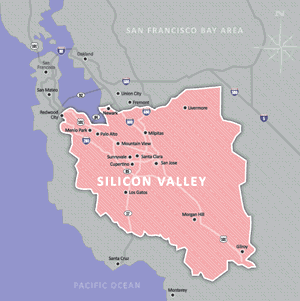 SAN FRANCISCO BAY AREA
Oakland
San
Francisco
Union City
San Mateo
Fremont
Newark
Livermore
Redwood
City
Menlo Park
Palo Alto
Milpitas
Mountain View
Sunnyvale
Santa Clara
Cupertino
San Jose
SILICON VALLEY
Los Gatos
Morgan Hill
Gilroy
Santa Cruz
PACIFIC OCEAN
Monterey